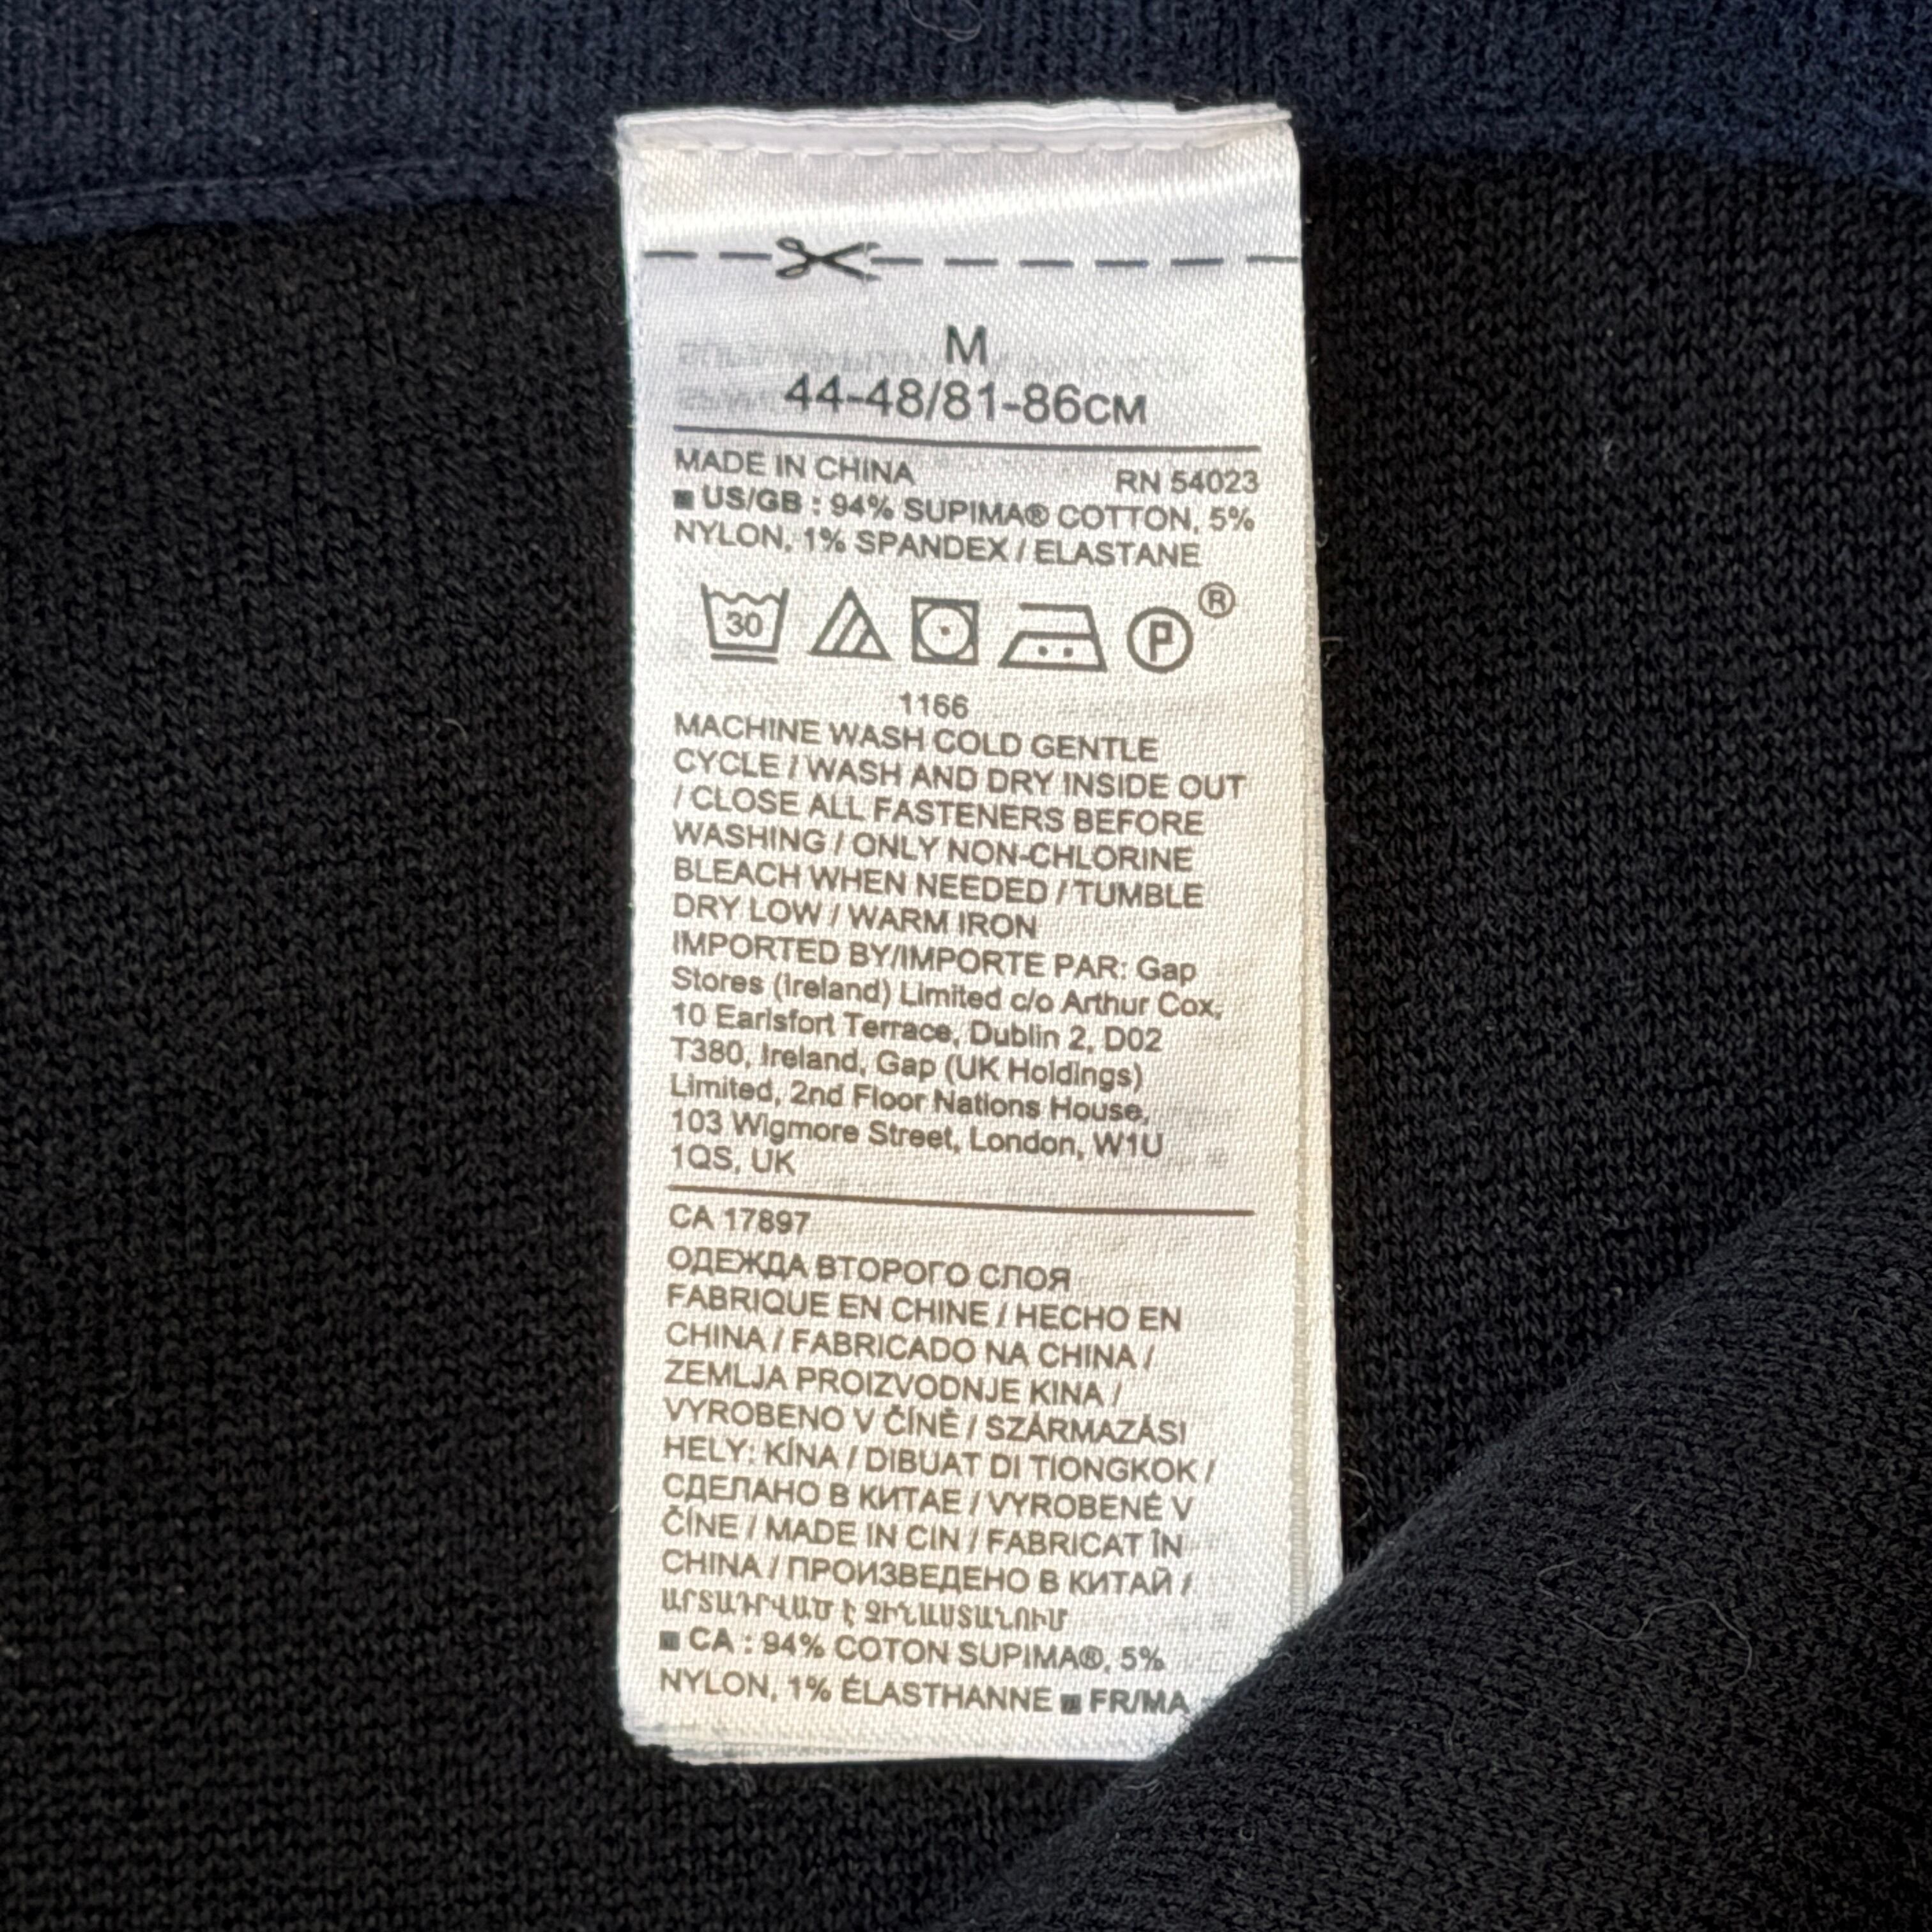 M
44-48/81-86CM
MADE IN CHINA RN 54023
■ US/GB : 94% SUPIMA® COTTON, 5%
NYLON, 1% SPANDEX / ELASTANE
30 P ®
1166
MACHINE WASH COLD GENTLE
CYCLE / WASH AND DRY INSIDE OUT
/ CLOSE ALL FASTENERS BEFORE
WASHING / ONLY NON-CHLORINE
BLEACH WHEN NEEDED / TUMBLE
DRY LOW / WARM IRON
IMPORTED BY/IMPORTE PAR: Gap
Stores (Ireland) Limited c/o Arthur Cox,
10 Earlsfort Terrace, Dublin 2, D02
T380, Ireland, Gap (UK Holdings)
Limited, 2nd Floor Nations House,
103 Wigmore Street, London, W1U
1QS, UK
CA 17897
ОДЕЖДА ВТОРОГО СЛОЯ
FABRIQUE EN CHINE / HECHO EN
CHINA / FABRICADO NA CHINA /
ZEMLJA PROIZVODNJE KINA /
VYROBENO V ČÍNĚ / SZÁRMAZÁSI
HELY: KÍNA / DIBUAT DI TIONGKOK /
СДЕЛАНО В КИТАЕ / VYROBENÉ V
ČÍNE / MADE IN CIN / FABRICAT ÎN
CHINA / ПРОИЗВЕДЕНО В КИТАЙ /
ԱՐՏԱԴՐՎԱԾ Է ՉԻՆԱՍՏԱՆՈՒՄ
■ CA : 94% COTON SUPIMA®, 5%
NYLON, 1% ÉLASTHANNE ■ FR/MA